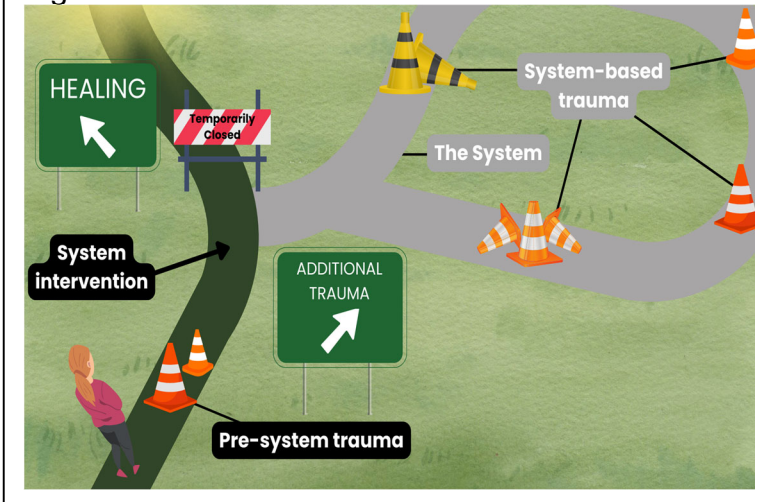 HEALING
Temporarily
Closed
System-based
trauma
The System
System
intervention
ADDITIONAL
TRAUMA
Pre-system trauma